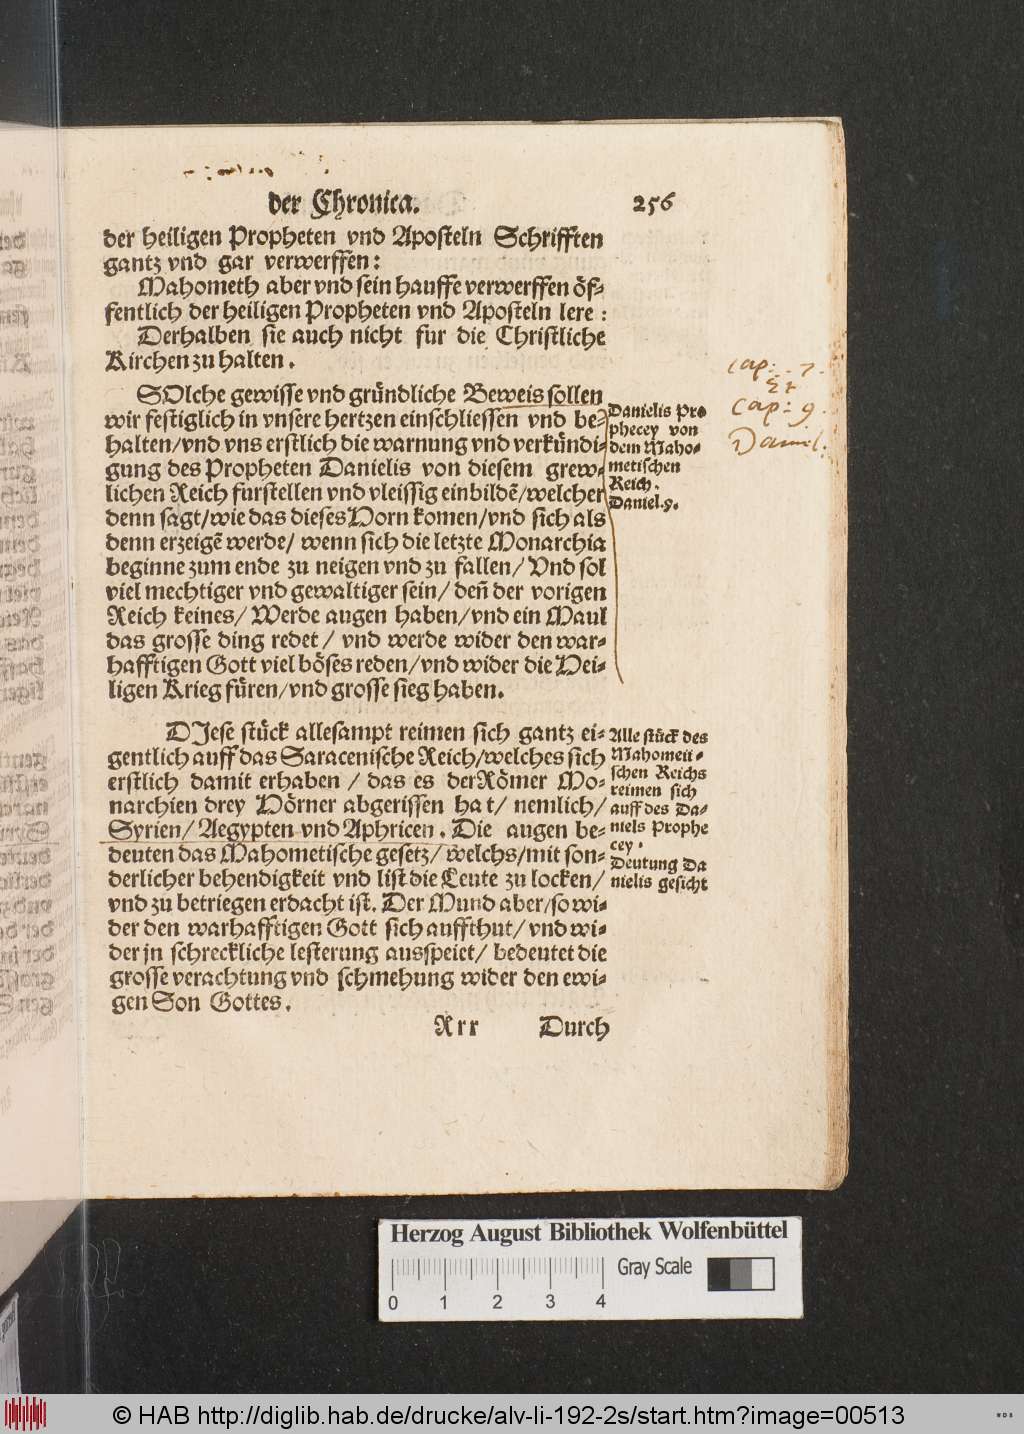 der Chronica. 256
der heiligen Propheten vnd Aposteln Schrifften
gantz vnd gar verwerffen:
Mahometh aber vnd sein hauffe verwerffen öf-
fentlich der heiligen Propheten vnd Aposteln lere:
Derhalben sie auch nicht fur die Christliche
Kirchen zu halten.
SOlche gewisse vnd gründliche Beweis sollen
wir festiglich in vnsere hertzen einschliessen vnd be-
halten/vnd vns erstlich die warnung vnd verkündi-
gung des Propheten Danielis von diesem grew-
lichen Reich furstellen vnd vleissig einbildē/welcher
denn sagt/wie das dieses Horn komen/vnd sich als
denn erzeigē werde/ wenn sich die letzte Monarchia
beginne zum ende zu neigen vnd zu fallen/ Vnd sol
viel mechtiger vnd gewaltiger sein/ deñ der vorigen
Reich keines/ Werde augen haben/vnd ein Maul
das grosse ding redet/ vnd werde wider den war-
hafftigen Gott viel böses reden/vnd wider die Hei-
ligen Krieg füren/vnd grosse sieg haben.
Danielis Pro
phecey von
dem Maho-
metischen
Reich.
Daniel.7.
Cap: 7.
Et
Cap: 9.
Daniel.
DJese stück allesampt reimen sich gantz ei-
gentlich auff das Saracenische Reich/welches sich
erstlich damit erhaben / das es der Römer Mo-
narchien drey Hörner abgerissen hat/ nemlich/
Syrien/ Aegypten vnd Aphricen. Die augen be-
deuten das Mahometische gesetz/ welchs/mit son-
derlicher behendigkeit vnd list die Leute zu locken/
vnd zu betriegen erdacht ist. Der Mund aber/so wi-
der den warhafftigen Gott sich auffthut/ vnd wi-
der jn schreckliche lesterung ausspeiet/ bedeutet die
grosse verachtung vnd schmehung wider den ewi-
gen Son Gottes.
Alle stück des
Mahometi-
schen Reichs
reimen sich
auff des Da-
niels Prophe
cey.
Deutung Da
nielis gesicht
Rrr Durch
Herzog August Bibliothek Wolfenbüttel
Gray Scale
0 1 2 3 4
© HAB http://diglib.hab.de/drucke/alv-li-192-2s/start.htm?image=00513